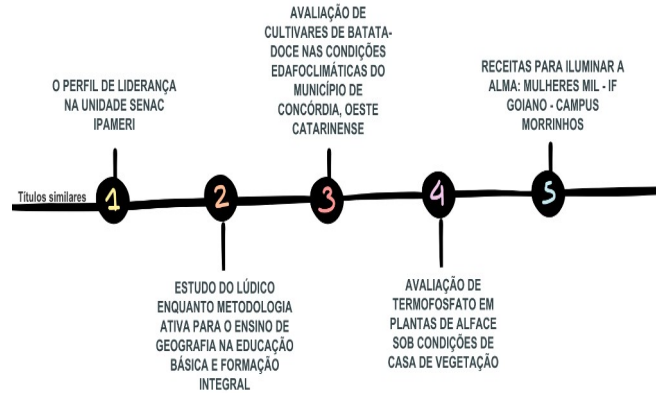 O PERFIL DE LIDERANÇA
NA UNIDADE SENAC
IPAMERI
AVALIAÇÃO DE
CULTIVARES DE BATATA-
DOCE NAS CONDIÇÕES
EDAFOCLIMÁTICAS DO
MUNICÍPIO DE
CONCÓRDIA, OESTE
CATARINENSE
RECEITAS PARA ILUMINAR A
ALMA: MULHERES MIL - IF
GOIANO - CAMPUS
MORRINHOS
Títulos similares
1
2
3
4
5
ESTUDO DO LÚDICO
ENQUANTO METODOLOGIA
ATIVA PARA O ENSINO DE
GEOGRAFIA NA EDUCAÇÃO
BÁSICA E FORMAÇÃO
INTEGRAL
AVALIAÇÃO DE
TERMOFOSFATO EM
PLANTAS DE ALFACE
SOB CONDIÇÕES DE
CASA DE VEGETAÇÃO